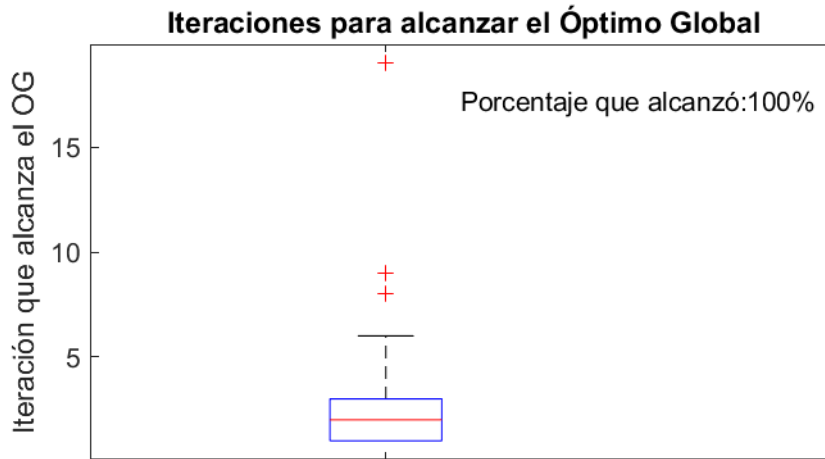 Iteraciones para alcanzar el Óptimo Global
Porcentaje que alcanzó:100%
Iteración que alcanza el OG
15
10
5